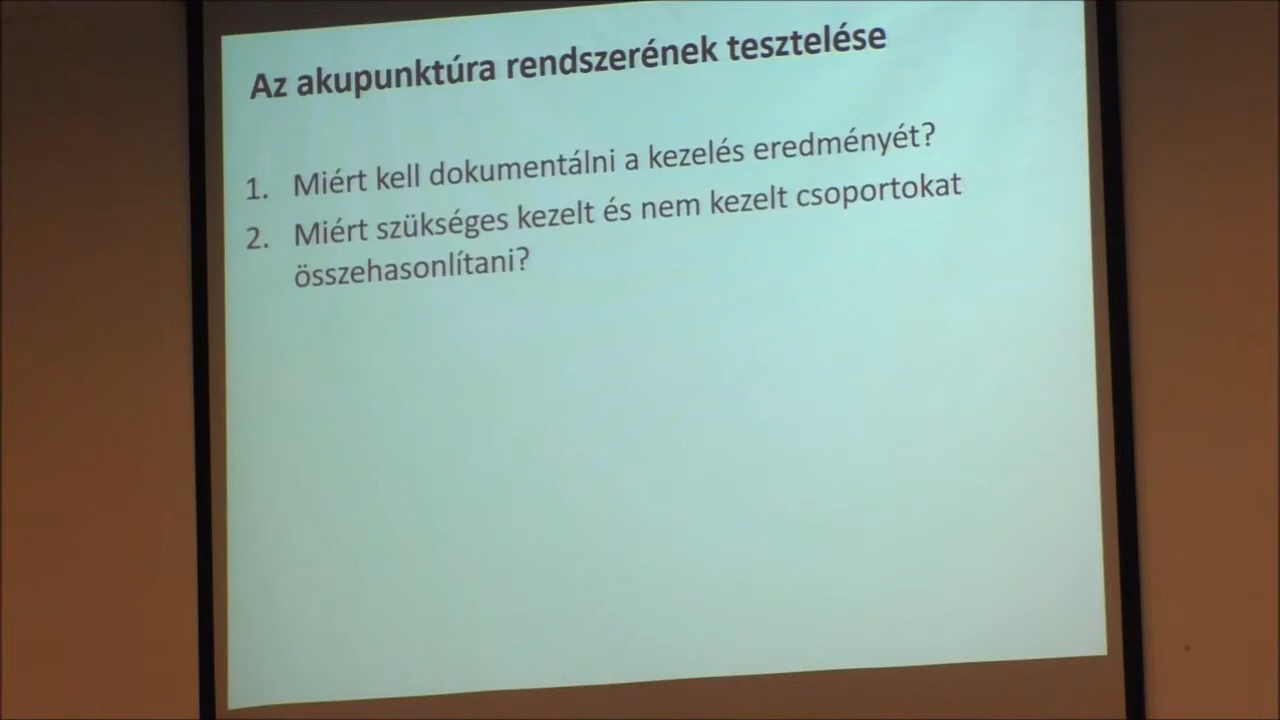 Az akupunktúra rendszerének tesztelése
1. Miért kell dokumentálni a kezelés eredményét?
2. Miért szükséges kezelt és nem kezelt csoportokat
összehasonlítani?